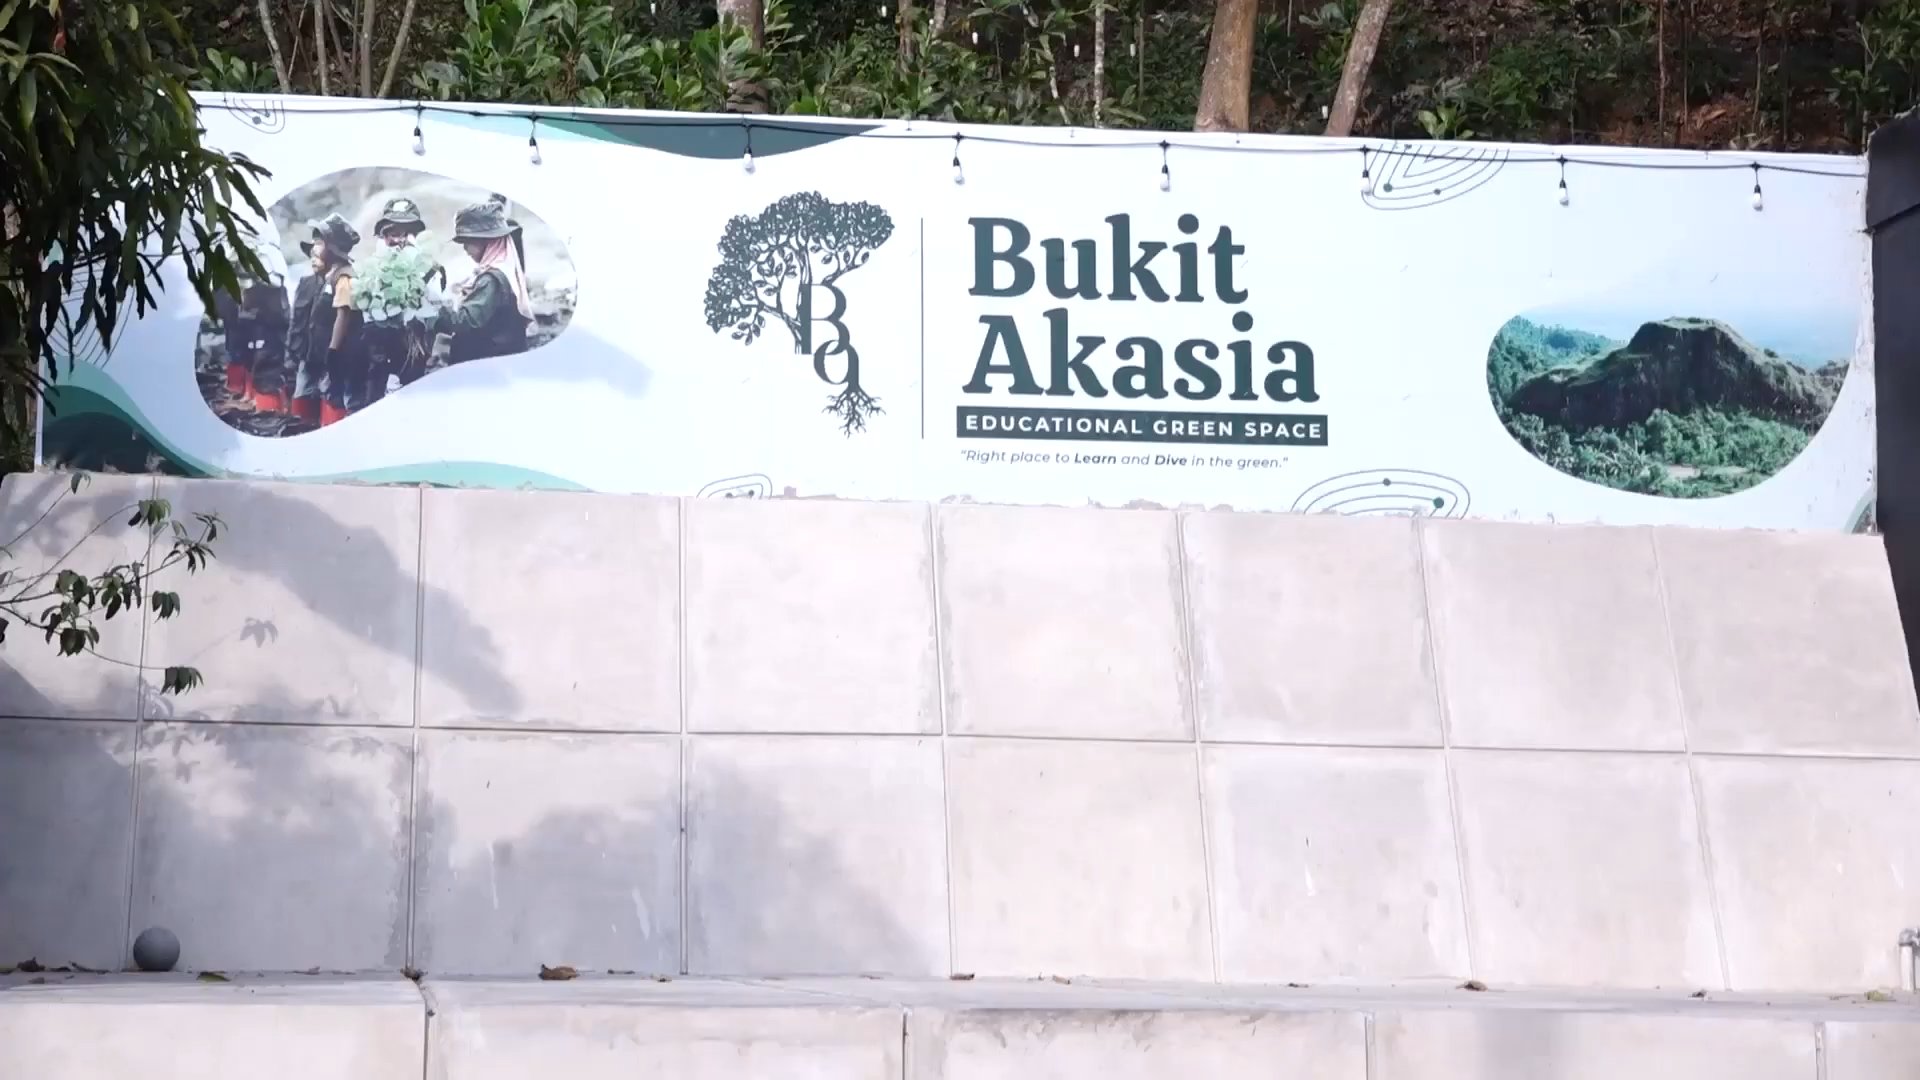 Bukit
Akasia
EDUCATIONAL GREEN SPACE
"Right place to Learn and Dive in the green."